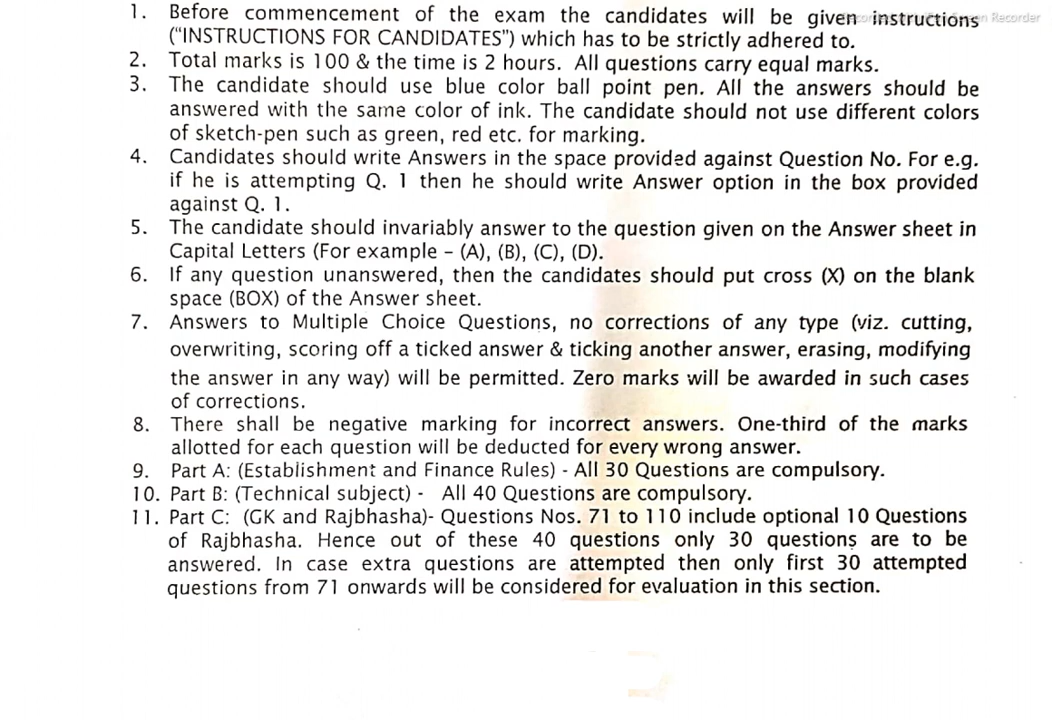 1. Before commencement of the exam the candidates will be given instructions
("INSTRUCTIONS FOR CANDIDATES") which has to be strictly adhered to.
2. Total marks is 100 & the time is 2 hours. All questions carry equal marks.
3. The candidate should use blue color ball point pen. All the answers should be
answered with the same color of ink. The candidate should not use different colors
of sketch-pen such as green, red etc. for marking.
4. Candidates should write Answers in the space provided against Question No. For e.g.
if he is attempting Q. 1 then he should write Answer option in the box provided
against Q. 1.
5. The candidate should invariably answer to the question given on the Answer sheet in
Capital Letters (For example – (A), (B), (C), (D).
6. If any question unanswered, then the candidates should put cross (X) on the blank
space (BOX) of the Answer sheet.
7. Answers to Multiple Choice Questions, no corrections of any type (viz. cutting,
overwriting, scoring off a ticked answer & ticking another answer, erasing, modifying
the answer in any way) will be permitted. Zero marks will be awarded in such cases
of corrections.
8. There shall be negative marking for incorrect answers. One-third of the marks
allotted for each question will be deducted for every wrong answer.
9. Part A: (Establishment and Finance Rules) - All 30 Questions are compulsory.
10. Part B: (Technical subject) - All 40 Questions are compulsory.
11. Part C: (GK and Rajbhasha)- Questions Nos. 71 to 110 include optional 10 Questions
of Rajbhasha. Hence out of these 40 questions only 30 questions are to be
answered. In case extra questions are attempted then only first 30 attempted
questions from 71 onwards will be considered for evaluation in this section.
Recorder